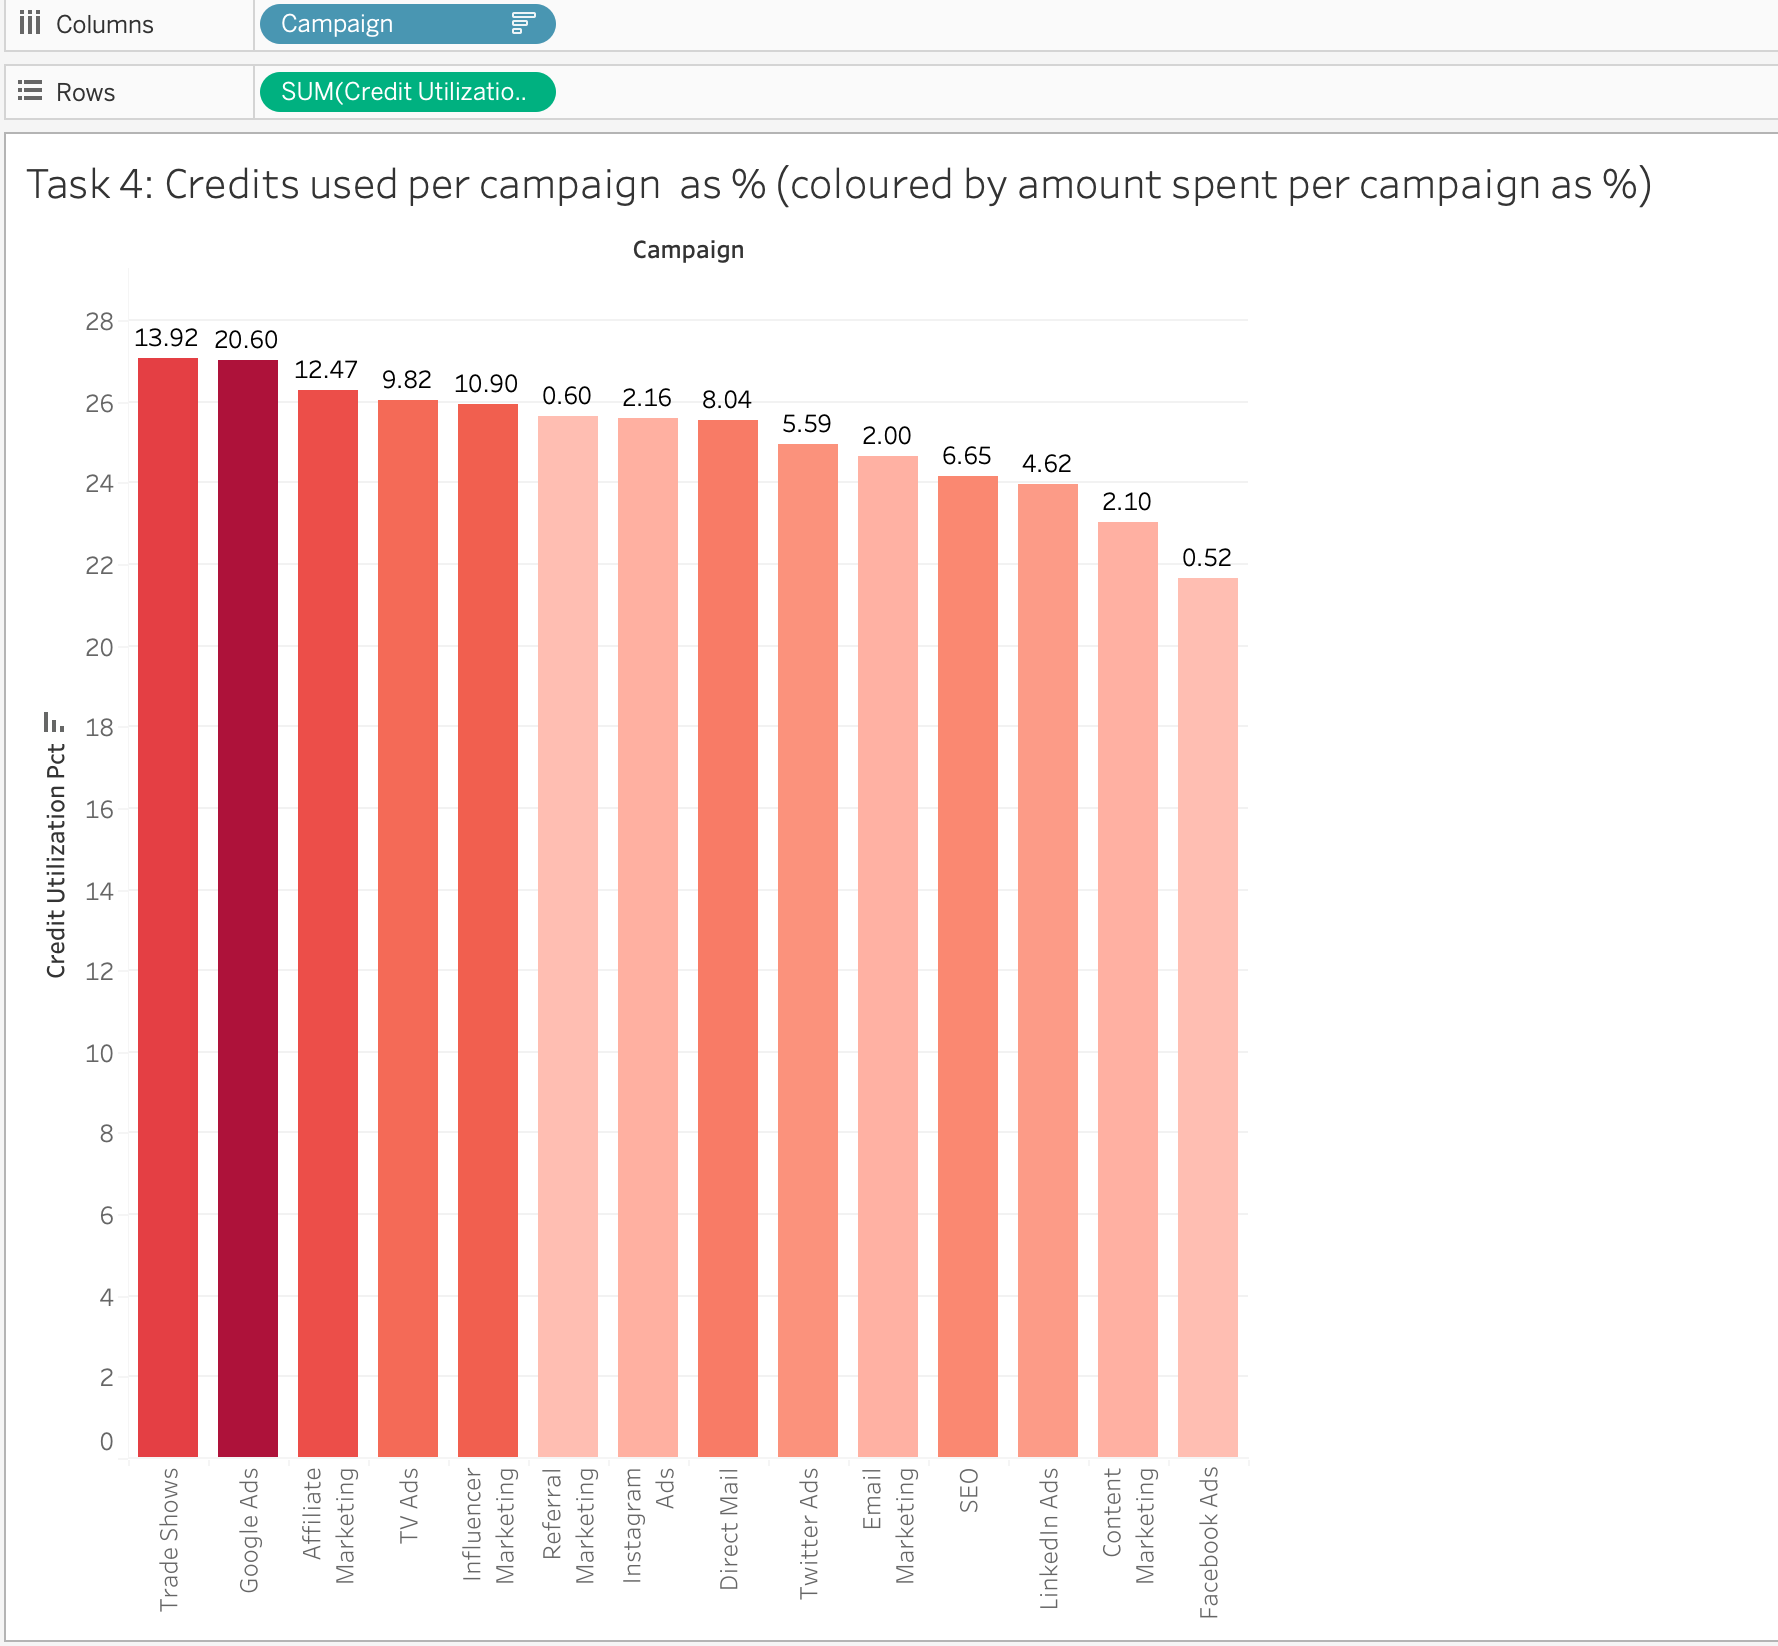 Columns
Campaign
Rows
SUM(Credit Utilizatio..
Task 4: Credits used per campaign  as % (coloured by amount spent per campaign as %)
Campaign
28
26
24
22
20
18
16
14
12
10
8
6
4
2
0
Credit Utilization Pct
13.92
20.60
12.47
9.82
10.90
0.60
2.16
8.04
5.59
2.00
6.65
4.62
2.10
0.52
Trade Shows
Google Ads
Affiliate
Marketing
TV Ads
Influencer
Marketing
Referral
Marketing
Instagram
Ads
Direct Mail
Twitter Ads
Email
Marketing
SEO
LinkedIn Ads
Content
Marketing
Facebook Ads